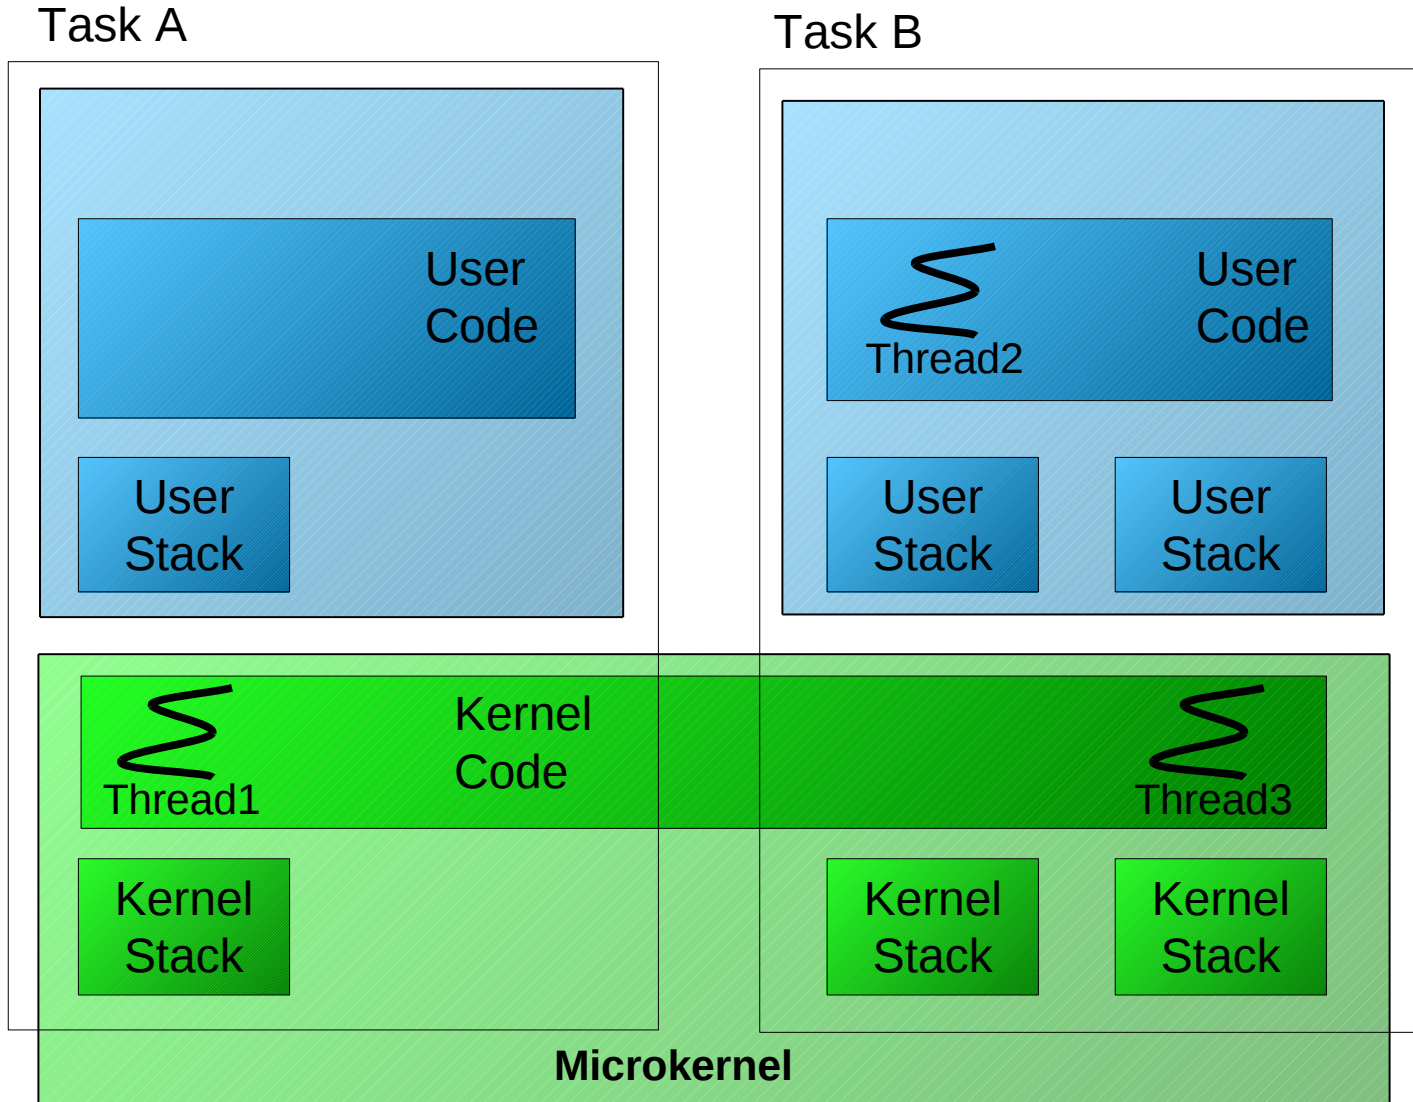 Task A
Task B
User
Code
User
Stack
Thread2
User
Code
User
Stack
User
Stack
Thread1
Kernel
Code
Thread3
Kernel
Stack
Kernel
Stack
Kernel
Stack
Microkernel